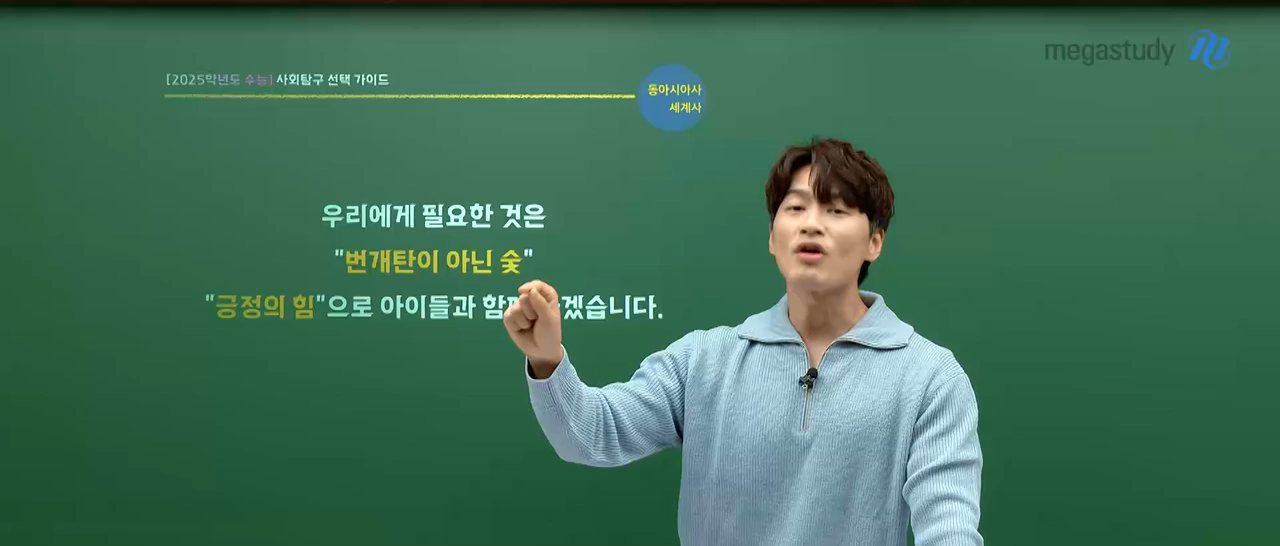 megastudy
[2025학년도 수능] 사회탐구 선택 가이드
동아시아사
세계사
우리에게 필요한 것은
"번개탄이 아닌 숯"
"긍정의 힘"으로 아이들과 겠습니다.